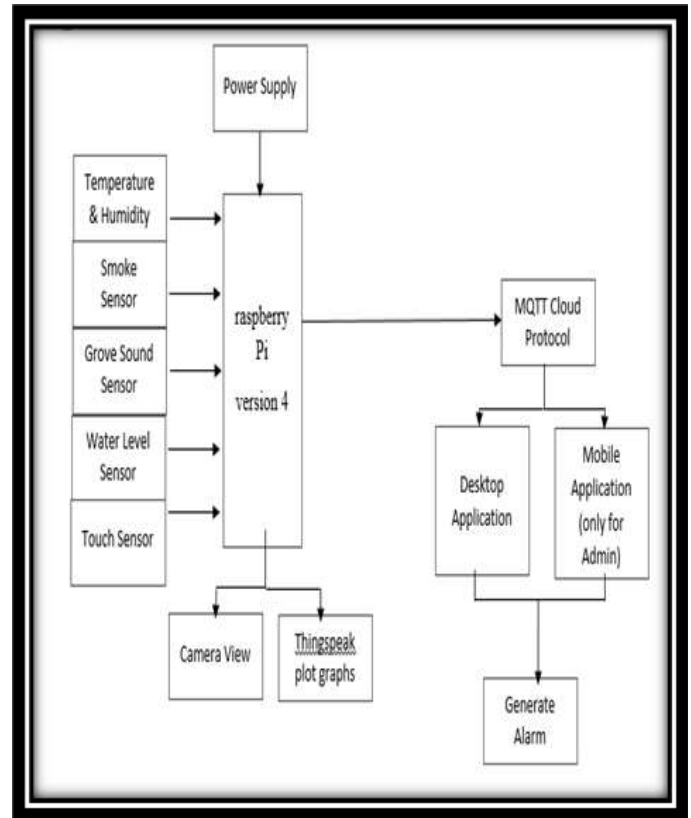 Power Supply
Temperature
& Humidity
Smoke
Sensor
Grove Sound
Sensor
Water Level
Sensor
Touch Sensor
raspberry
Pi
version 4
MQTT Cloud
Protocol
Desktop
Application
Mobile
Application
(only for
Admin)
Camera View
Thingspeak
plot graphs
Generate
Alarm